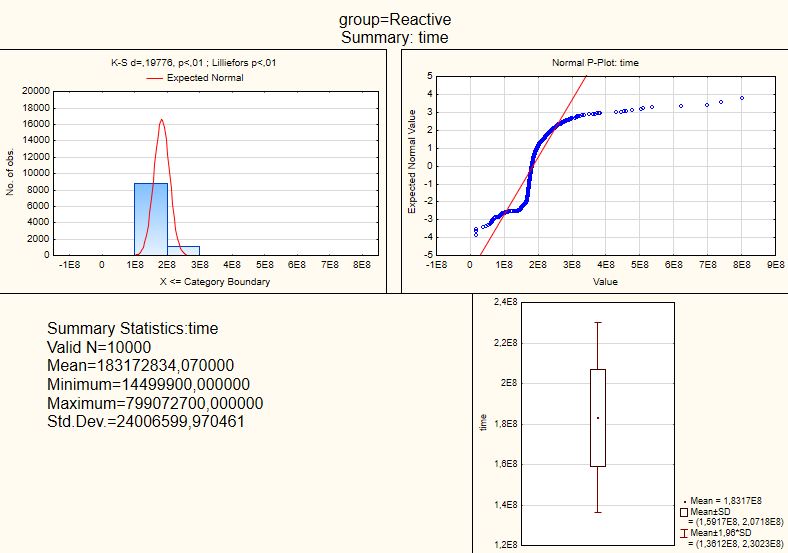 group=Reactive
Summary: time
K-S d=,19776, p<,01 ; Lilliefors p<,01
Expected Normal
20000
18000
16000
14000
12000
10000
8000
6000
4000
2000
0
No. of obs.
-1E8 0 1E8 2E8 3E8 4E8 5E8 6E8 7E8 8E8
X <= Category Boundary
Normal P-Plot: time
5
4
3
2
1
0
-1
-2
-3
-4
-5
Expected Normal Value
-1E8 0 1E8 2E8 3E8 4E8 5E8 6E8 7E8 8E8 9E8
Value
Summary Statistics:time
Valid N=10000
Mean=183172834,070000
Minimum=14499900,000000
Maximum=799072700,000000
Std.Dev.=24006599,970461
2,4E8
2,2E8
2E8
1,8E8
1,6E8
1,4E8
1,2E8
time
Mean = 1,8317E8
Mean±SD
= (1,5917E8, 2,0718E8)
Mean±1,96*SD
= (1,3612E8, 2,3023E8)